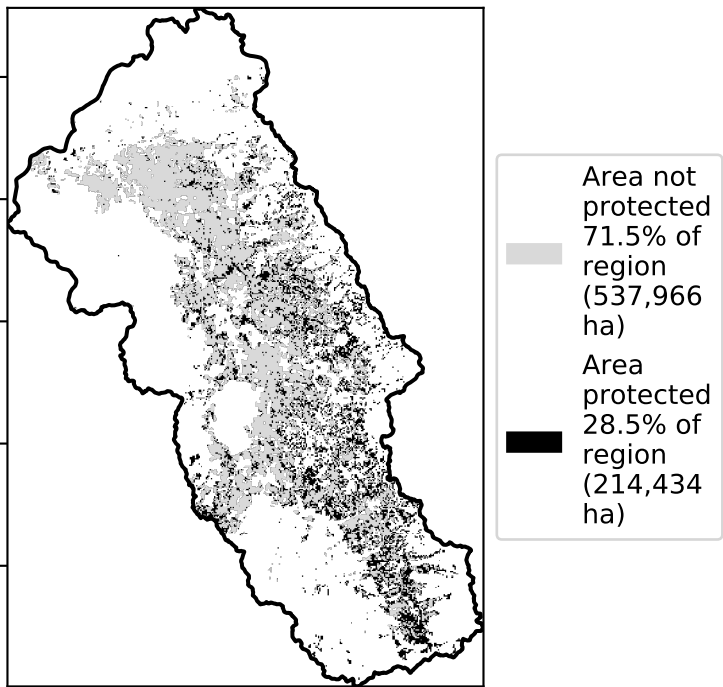 Area not
protected
71.5% of
region
(537,966
ha)
Area
protected
28.5% of
region
(214,434
ha)